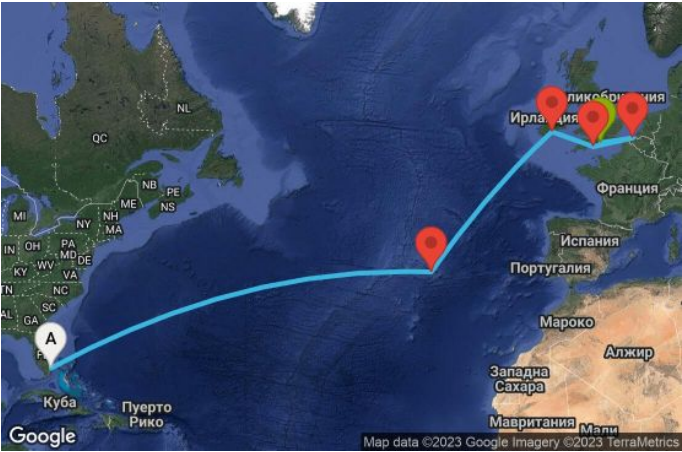 NL
QC
ликобритания
Ирландия
NB
PE
ME
NS
MI
NH
NY
MA
Франция
IN
OH
PA
MD
DE
KY
WV
VA
Испания
TN
NC
Португалия
AL
SC
GA
Мароко
A
Алжир
Западна
Сахара
Куба
Пуерто
Рико
Мавритания
Мали
Google
Map data ©2023 Google Imagery ©2023 TerraMetrics